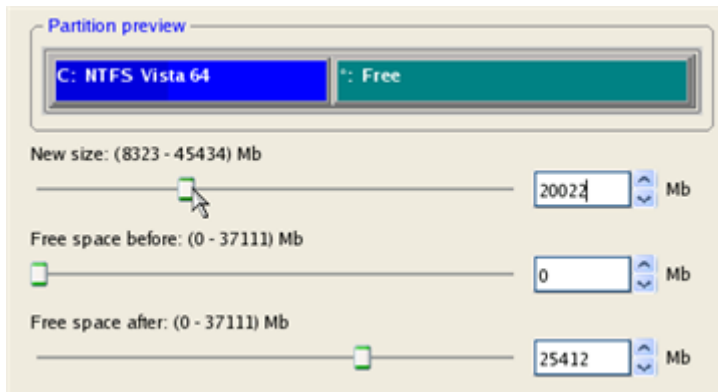 Partition preview
C: NTFS Vista 64
*: Free
New size: (8323 - 45434) Mb
20022 Mb
Free space before: (0 - 37111) Mb
0 Mb
Free space after: (0 - 37111) Mb
25412 Mb